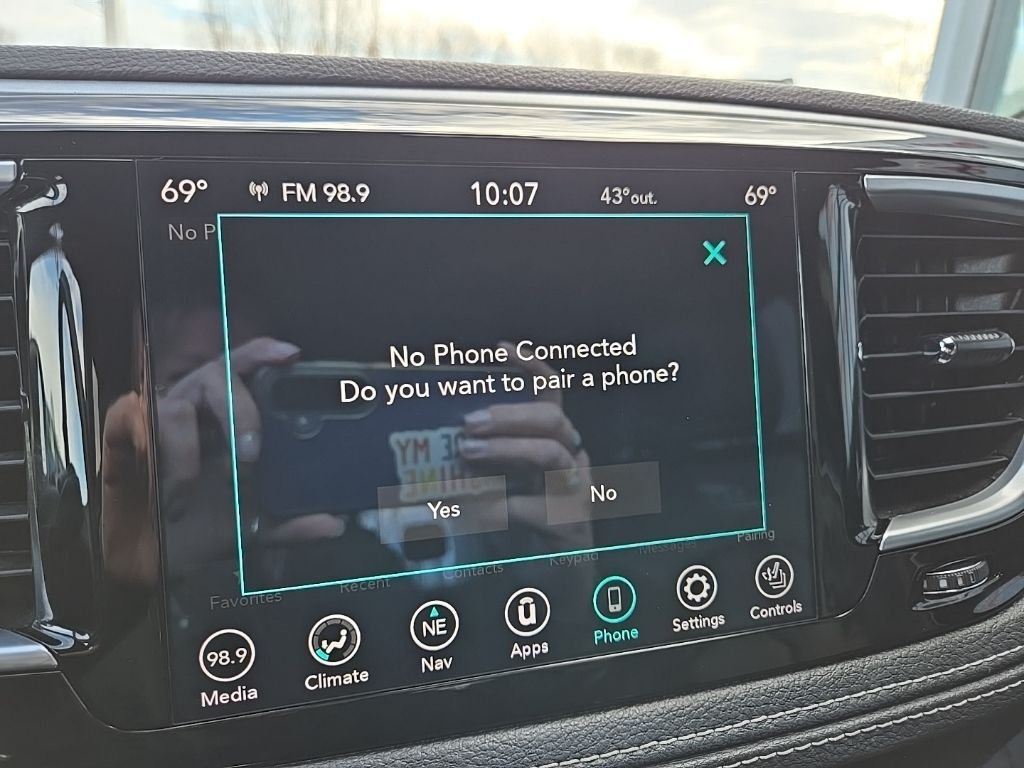 69° FM 98.9 10:07 43°out. 69°
No P
No Phone Connected
Do you want to pair a phone?
Yes No
Favorites Recent Contacts Keypad Messages Pairing
98.9 NE
Media Climate Nav Apps Phone Settings Controls